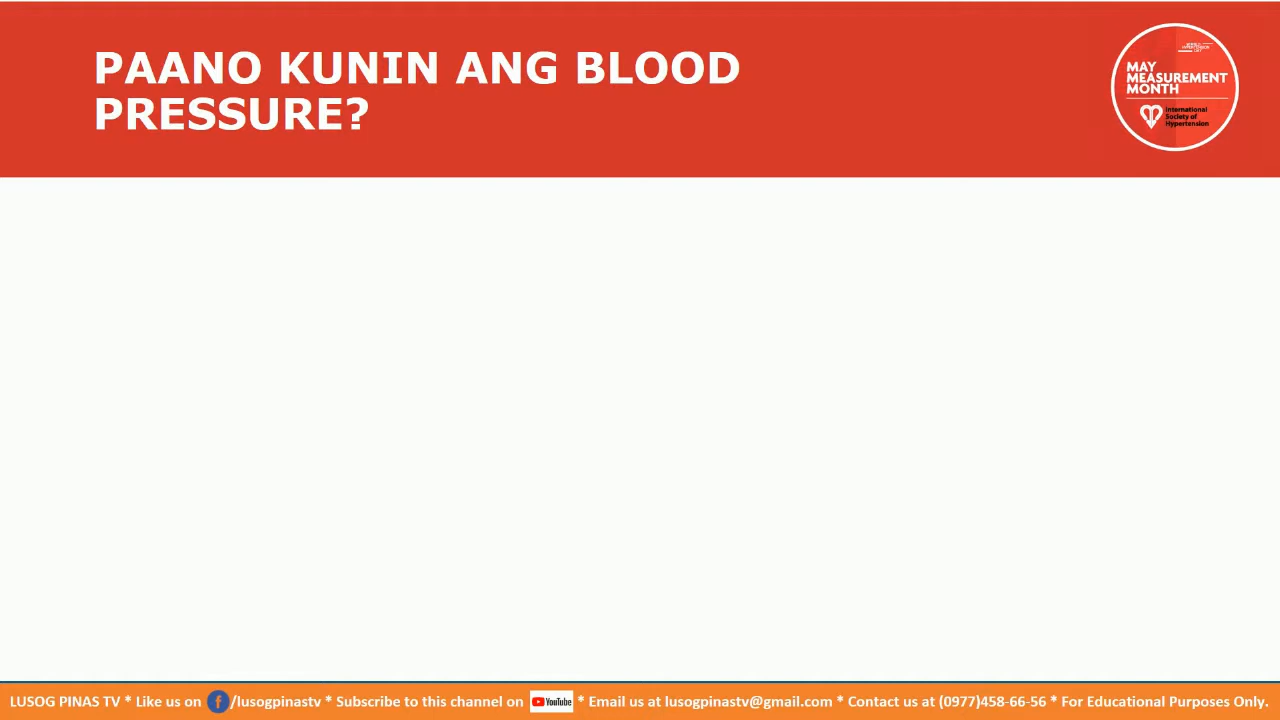 PAANO KUNIN ANG BLOOD
PRESSURE?
MAY
MEASUREMENT
MONTH
International
Society of
Hypertension
LUSOG PINAS TV * Like us on f/lusogpinastv * Subscribe to this channel on YouTube * Email us at lusogpinastv@gmail.com * Contact us at (0977)458-66-56 * For Educational Purposes Only.